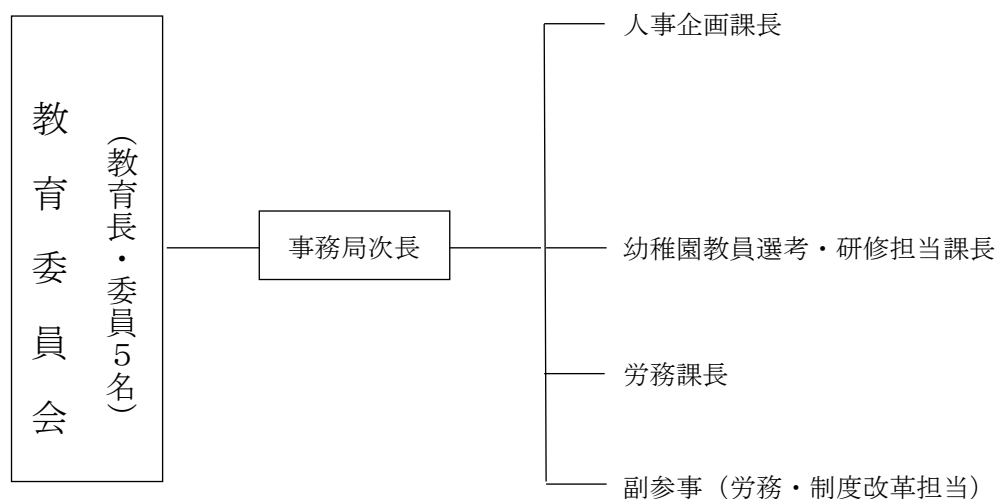 教育委員会
（教育長・委員５名）
事務局次長
人事企画課長
幼稚園教員選考・研修担当課長
労務課長
副参事（労務・制度改革担当）